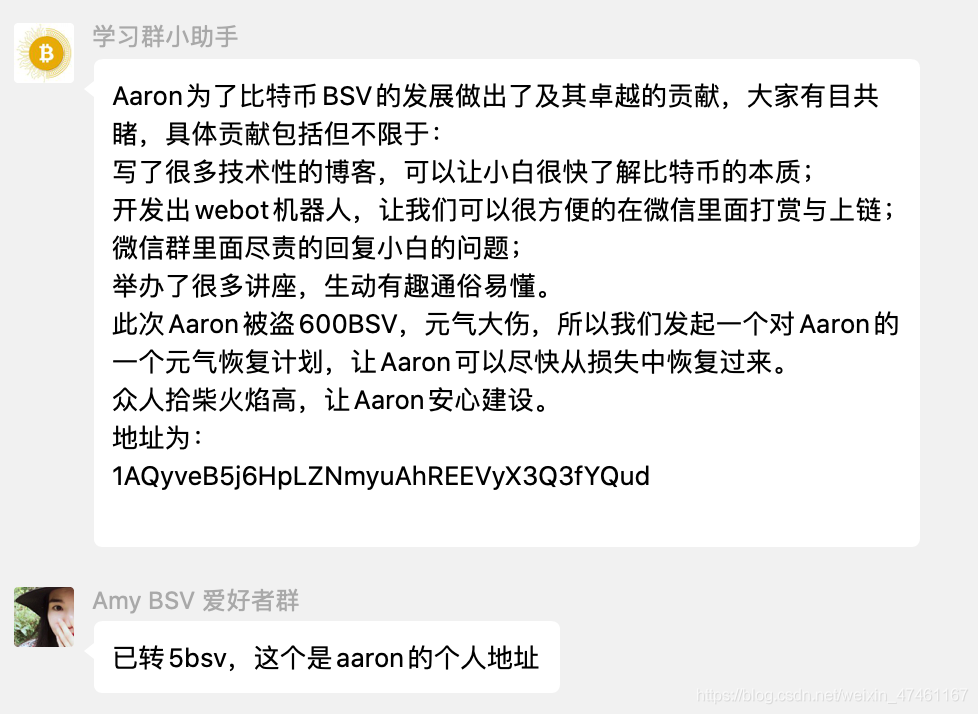 学习群小助手
Aaron为了比特币BSV的发展做出了及其卓越的贡献，大家有目共
睹，具体贡献包括但不限于：
写了很多技术性的博客，可以让小白很快了解比特币的本质；
开发出webot机器人，让我们可以很方便的在微信里面打赏与上链；
微信群里面尽责的回复小白的问题；
举办了很多讲座，生动有趣通俗易懂。
此次Aaron被盗600BSV，元气大伤，所以我们发起一个对Aaron的
一个元气恢复计划，让Aaron可以尽快从损失中恢复过来。
众人拾柴火焰高，让Aaron安心建设。
地址为：
1AQyveB5j6HpLZNmyuAhREEVyX3Q3fYQud
Amy BSV 爱好者群
已转5bsv，这个是aaron的个人地址
https://blog.csdn.net/weixin_47461167